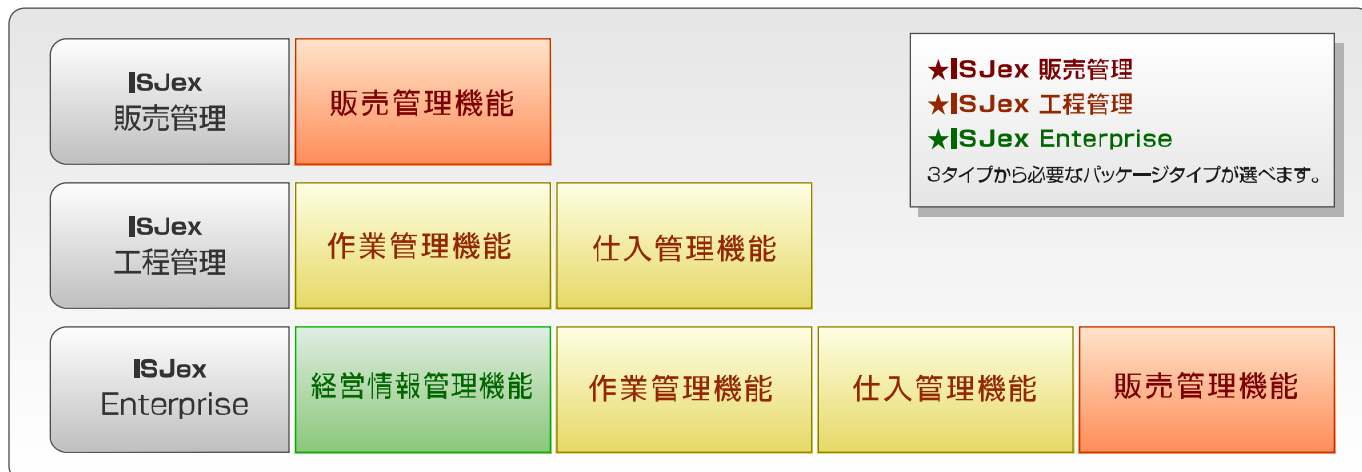 ISJex
販売管理
販売管理機能
★ISJex 販売管理
★ISJex 工程管理
★ISJex Enterprise
3タイプから必要なパッケージタイプが選べます。
ISJex
工程管理
作業管理機能
仕入管理機能
ISJex
Enterprise
経営情報管理機能
作業管理機能
仕入管理機能
販売管理機能